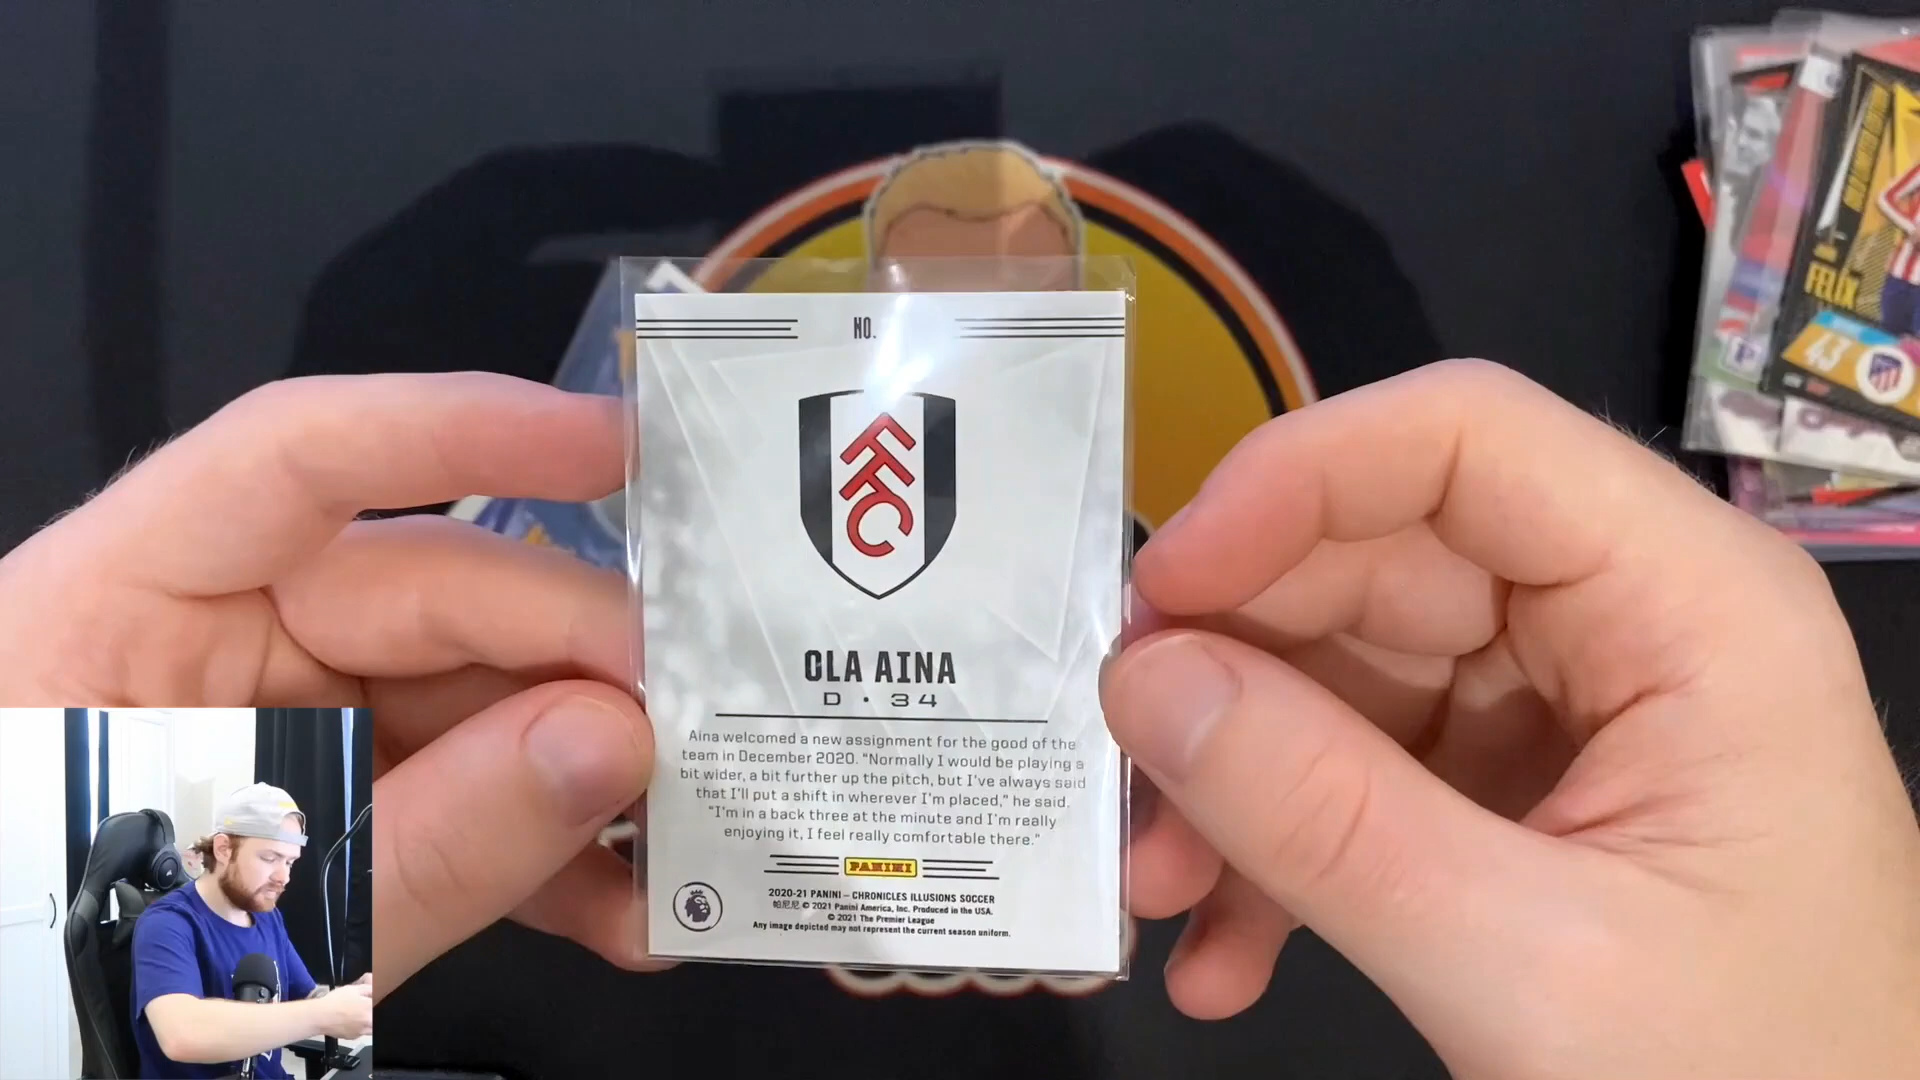 NO.
FFC
OLA AINA
D · 34
Aina welcomed a new assignment for the good of the
team in December 2020. "Normally I would be playing a
bit wider, a bit further up the pitch, but I've always said
that I'll put a shift in wherever I'm placed," he said.
"I'm in a back three at the minute and I'm really
enjoying it, I feel really comfortable there."
PANINI
2020-21 PANINI – CHRONICLES ILLUSIONS SOCCER
帕尼尼 © 2021 Panini America, Inc. Produced in the USA.
© 2021 The Premier League
Any image depicted may not represent the current season uniform.
FELIX
43